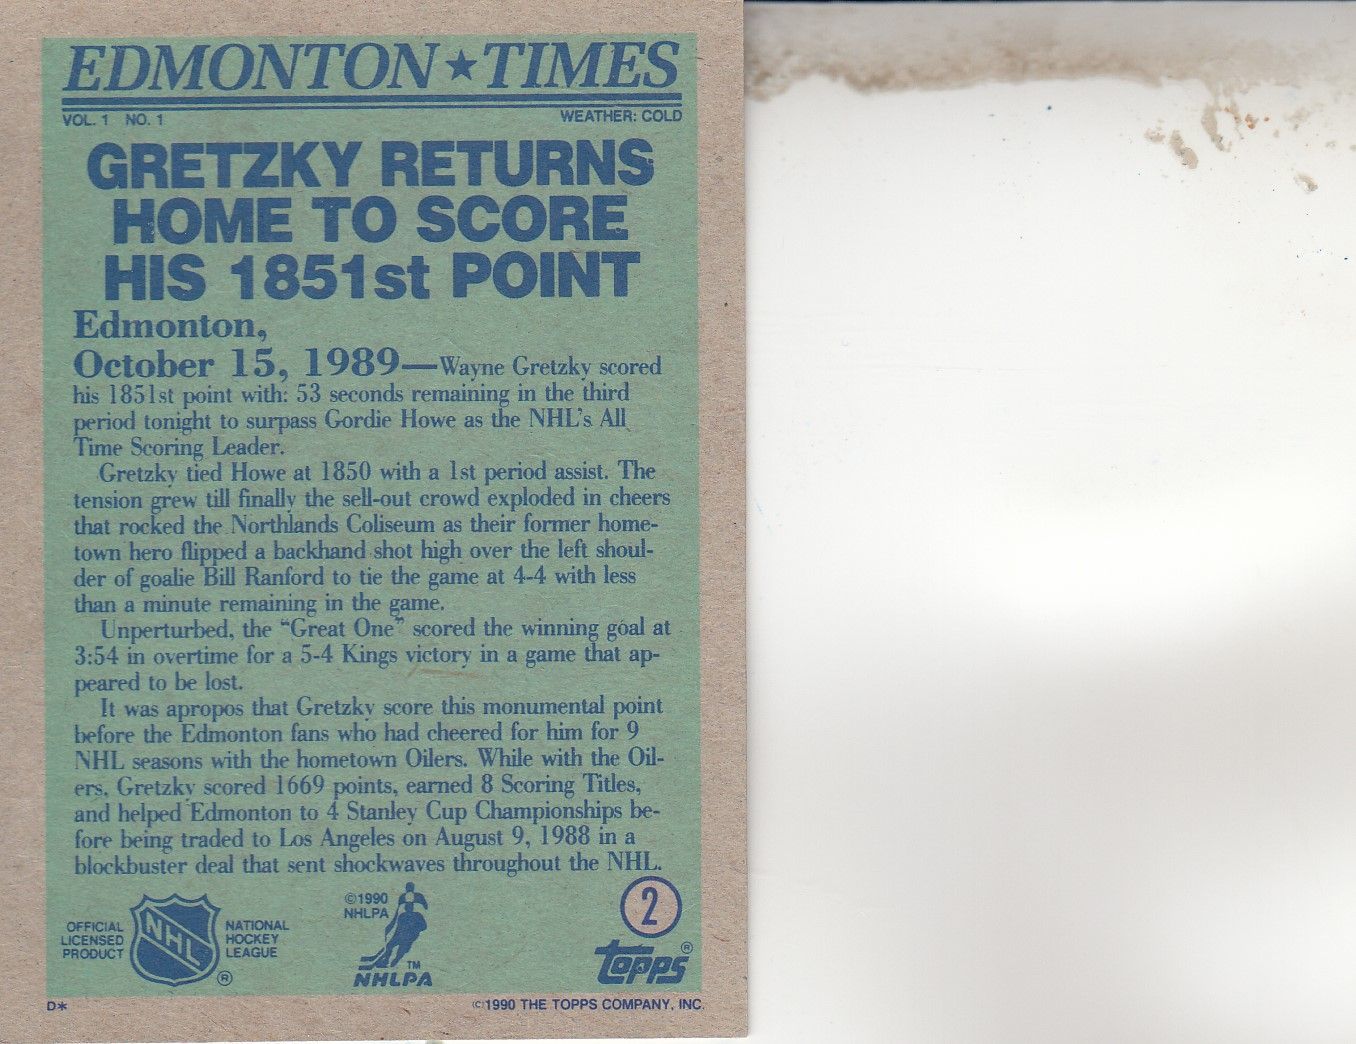 EDMONTON ★ TIMES
VOL. 1 NO. 1 WEATHER: COLD
GRETZKY RETURNS
HOME TO SCORE
HIS 1851st POINT
Edmonton,
October 15, 1989—Wayne Gretzky scored
his 1851st point with: 53 seconds remaining in the third
period tonight to surpass Gordie Howe as the NHL's All
Time Scoring Leader.
Gretzky tied Howe at 1850 with a 1st period assist. The
tension grew till finally the sell-out crowd exploded in cheers
that rocked the Northlands Coliseum as their former home-
town hero flipped a backhand shot high over the left shoul-
der of goalie Bill Ranford to tie the game at 4-4 with less
than a minute remaining in the game.
Unperturbed, the "Great One" scored the winning goal at
3:54 in overtime for a 5-4 Kings victory in a game that ap-
peared to be lost.
It was apropos that Gretzky score this monumental point
before the Edmonton fans who had cheered for him for 9
NHL seasons with the hometown Oilers. While with the Oil-
ers, Gretzky scored 1669 points, earned 8 Scoring Titles,
and helped Edmonton to 4 Stanley Cup Championships be-
fore being traded to Los Angeles on August 9, 1988 in a
blockbuster deal that sent shockwaves throughout the NHL.
OFFICIAL
LICENSED
PRODUCT
NHL
NATIONAL
HOCKEY
LEAGUE
®
©1990
NHLPA
TM
NHLPA
2
topps®
D*
©1990 THE TOPPS COMPANY, INC.